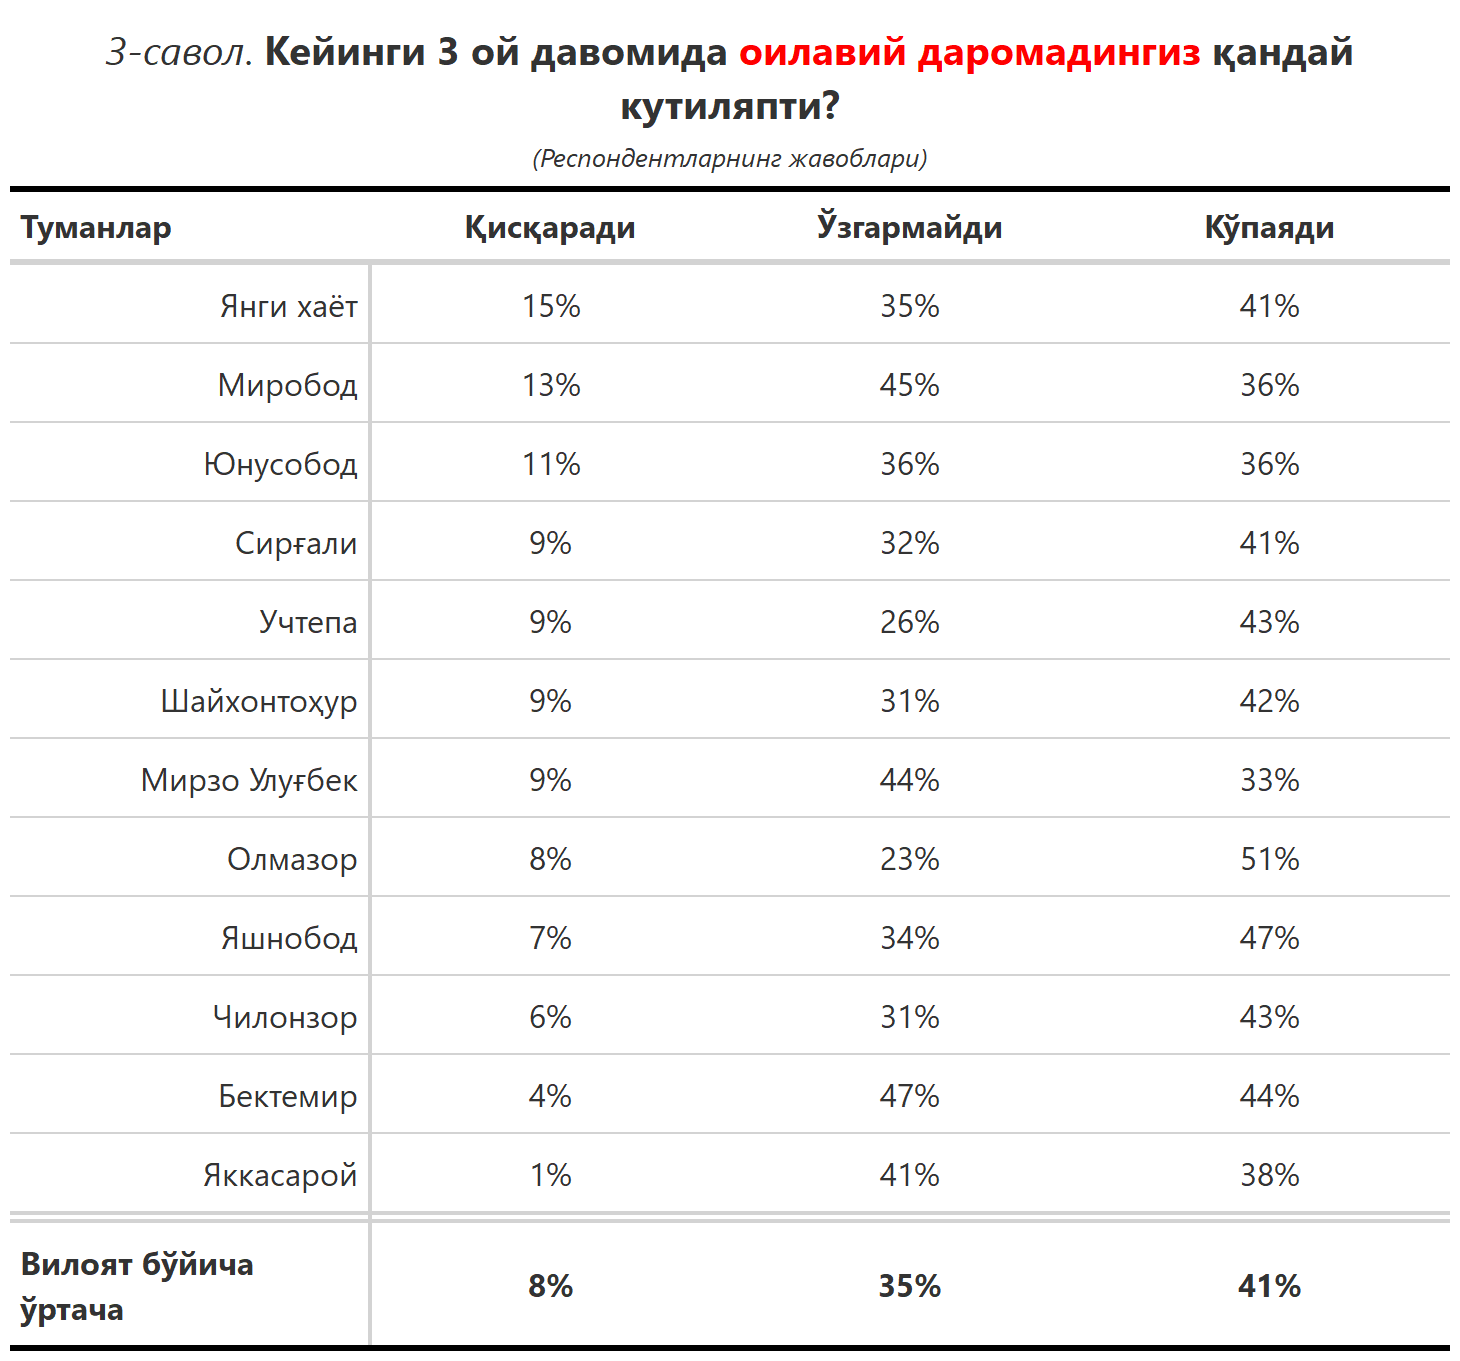 3-савол. Кейинги 3 ой давомида оилавий даромадингиз қандай
кутиляпти?
(Респондентларнинг жавоблари)
Туманлар Қисқаради Ўзгармайди Кўпаяди
Янги хаёт 15% 35% 41%
Миробод 13% 45% 36%
Юнусобод 11% 36% 36%
Сирғали 9% 32% 41%
Учтепа 9% 26% 43%
Шайхонтоҳур 9% 31% 42%
Мирзо Улуғбек 9% 44% 33%
Олмазор 8% 23% 51%
Яшнобод 7% 34% 47%
Чилонзор 6% 31% 43%
Бектемир 4% 47% 44%
Яккасарой 1% 41% 38%
Вилоят бўйича
ўртача 8% 35% 41%